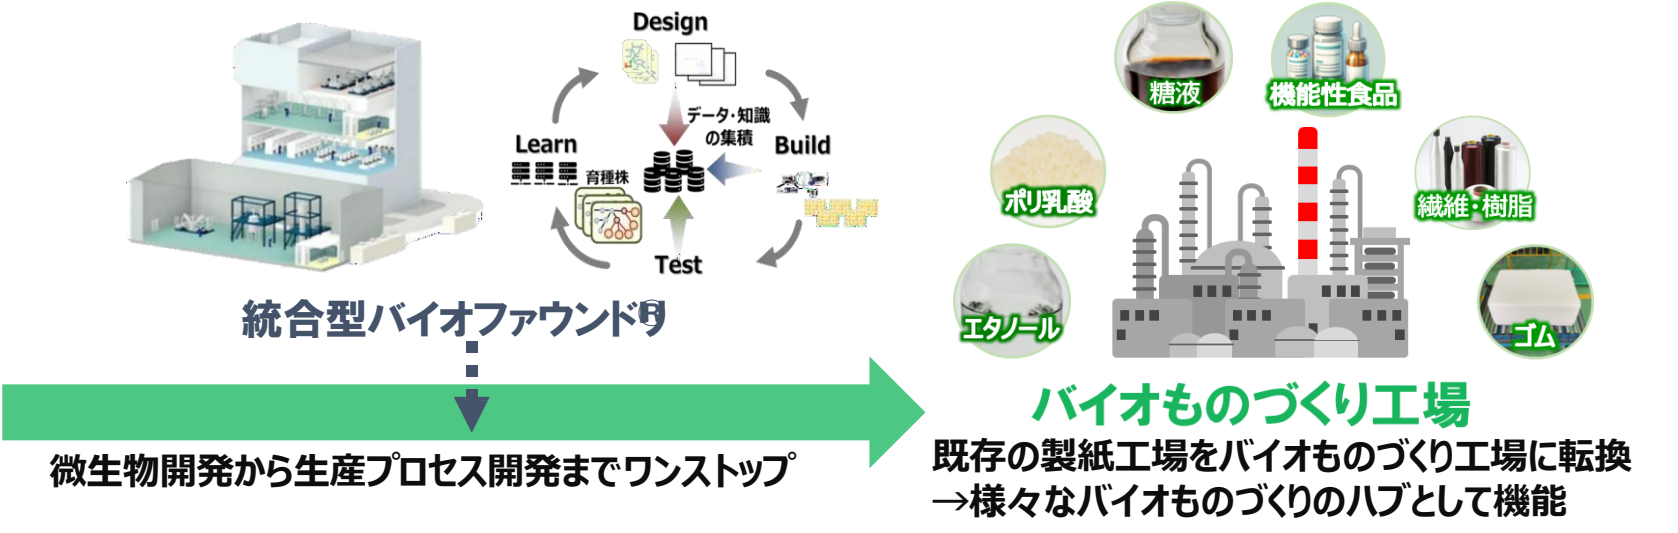 Design
データ・知識
の集積
Learn
Build
育種株
Test
統合型バイオファウンドリ®
微生物開発から生産プロセス開発までワンストップ
糖液
機能性食品
ポリ乳酸
繊維・樹脂
エタノール
ゴム
バイオものづくり工場
既存の製紙工場をバイオものづくり工場に転換
→様々なバイオものづくりのハブとして機能